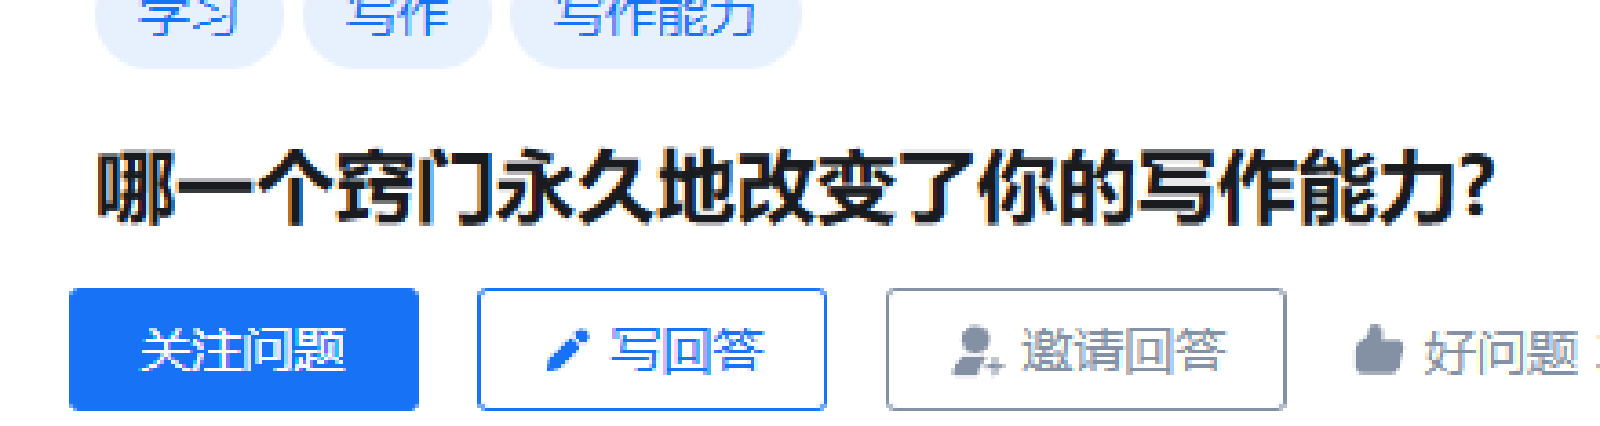 学习 写作 写作能力
哪一个窍门永久地改变了你的写作能力?
关注问题 写回答 邀请回答 好问题